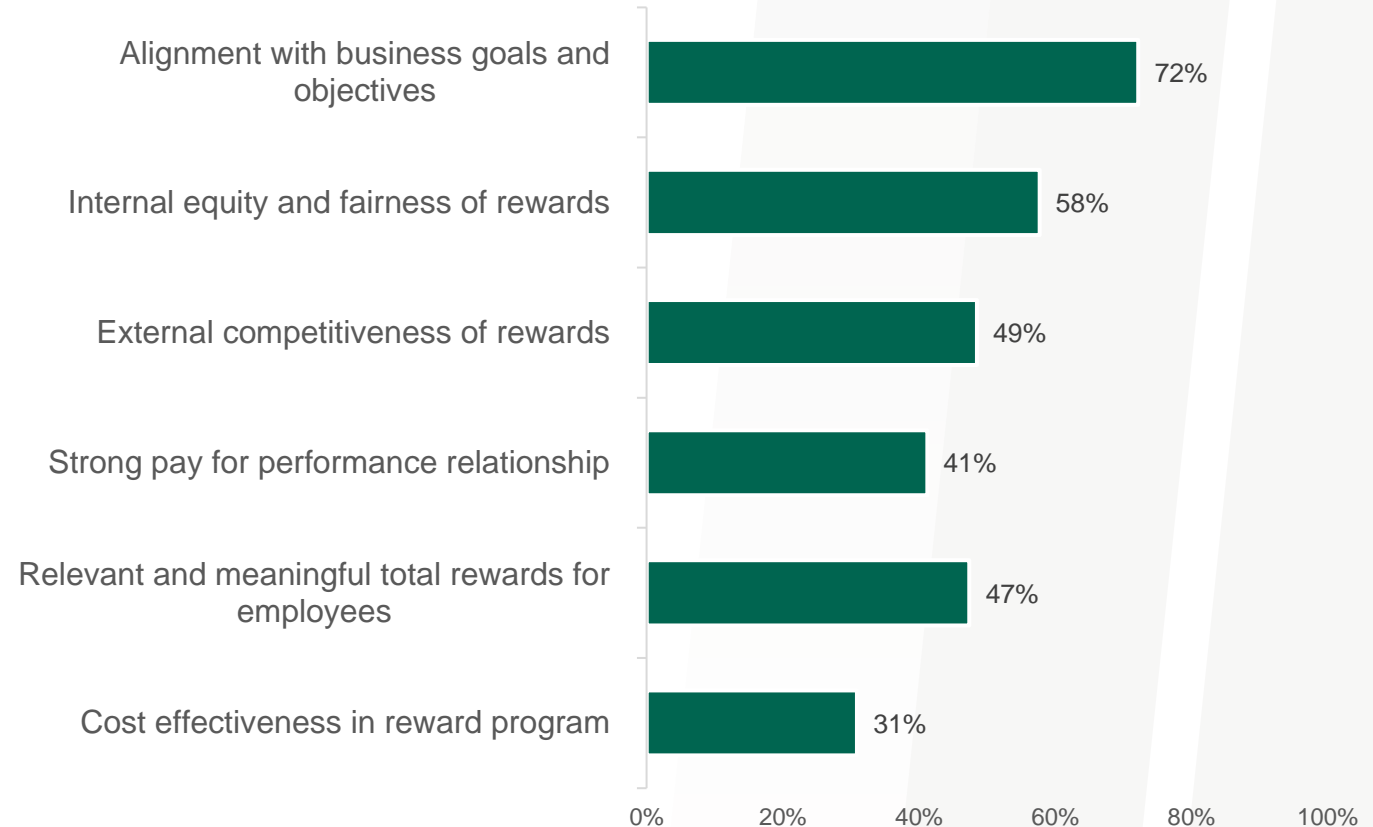 Alignment with business goals and
objectives
72%
Internal equity and fairness of rewards
58%
External competitiveness of rewards
49%
Strong pay for performance relationship
41%
Relevant and meaningful total rewards for
employees
47%
Cost effectiveness in reward program
31%
0% 20% 40% 60% 80% 100%